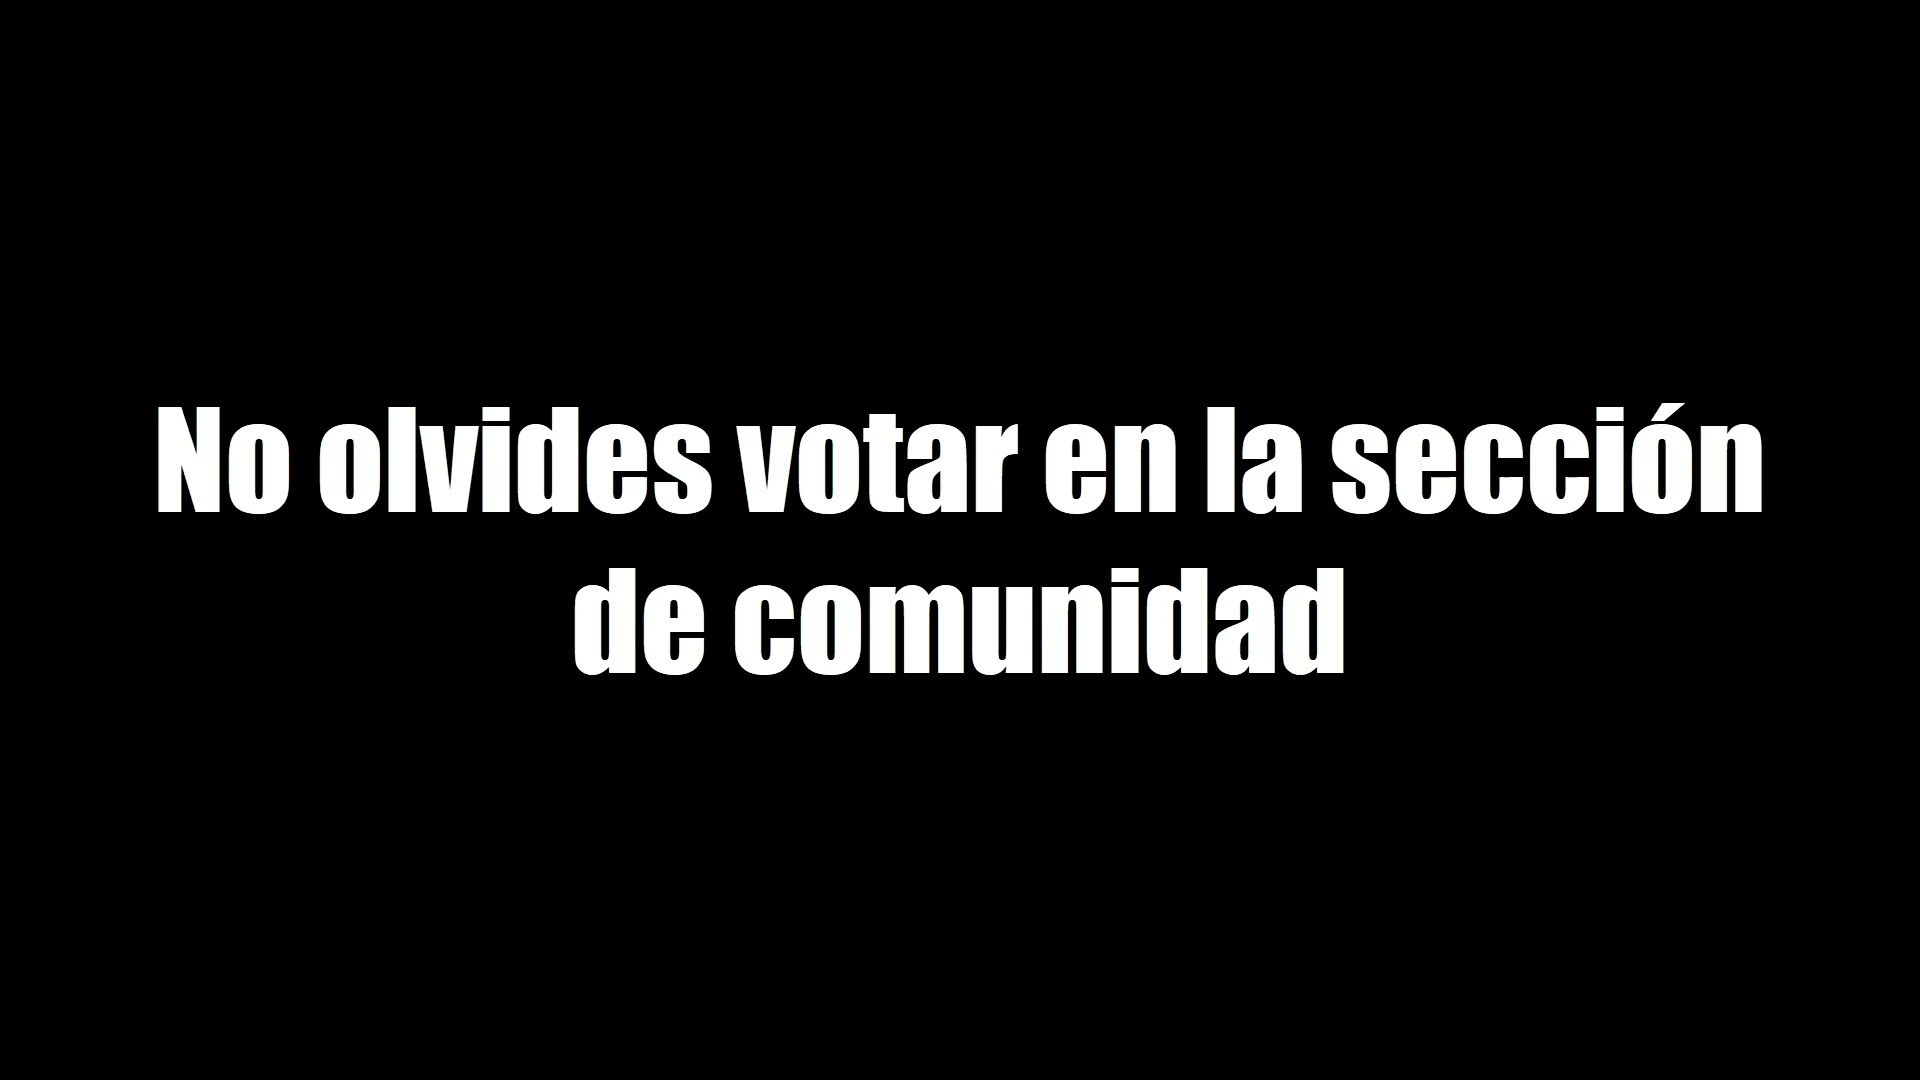 No olvides votar en la sección
de comunidad